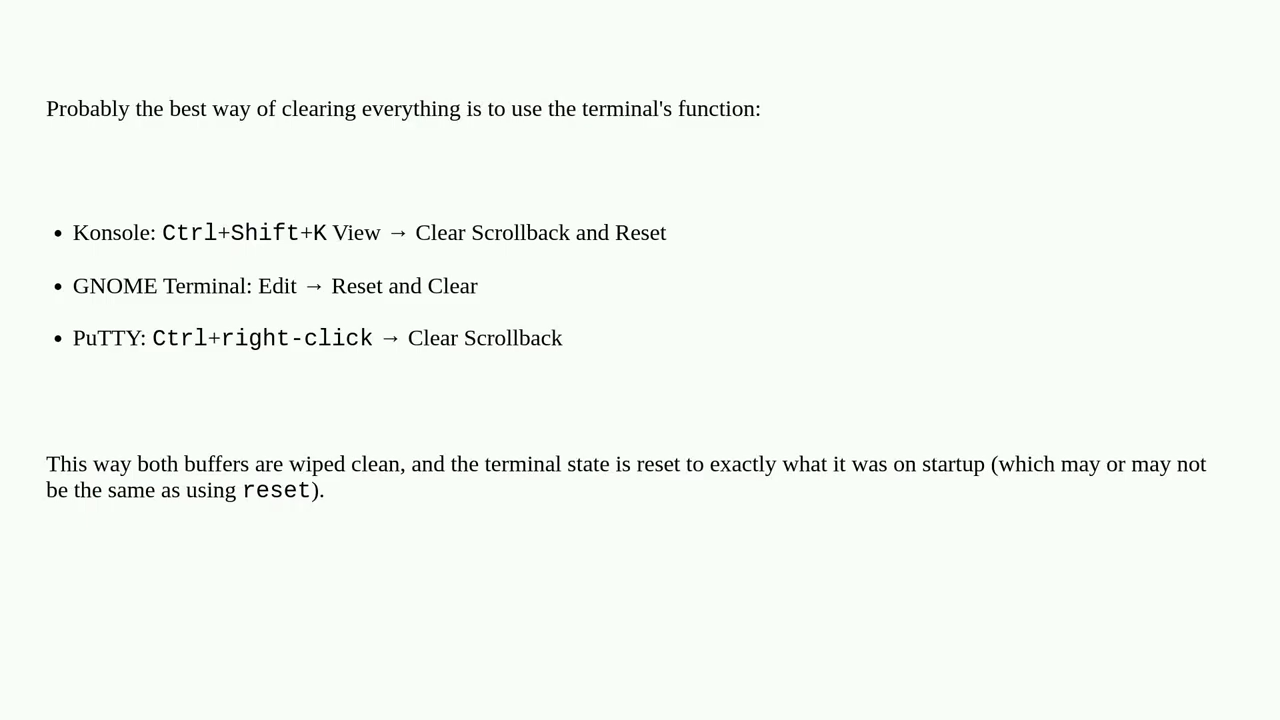 Probably the best way of clearing everything is to use the terminal's function:
• Konsole: Ctrl+Shift+K View → Clear Scrollback and Reset
• GNOME Terminal: Edit → Reset and Clear
• PuTTY: Ctrl+right-click → Clear Scrollback
This way both buffers are wiped clean, and the terminal state is reset to exactly what it was on startup (which may or may not
be the same as using reset).